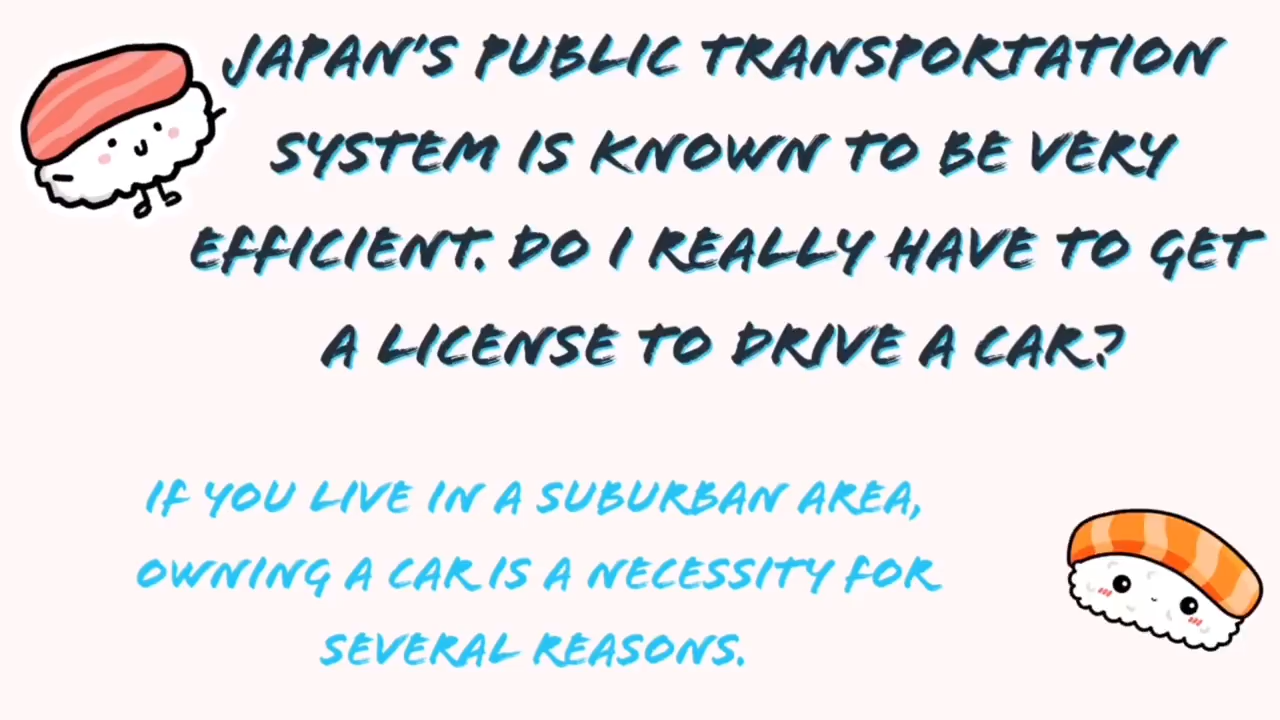 JAPAN'S PUBLIC TRANSPORTATION
SYSTEM IS KNOWN TO BE VERY
EFFICIENT. DO I REALLY HAVE TO GET
A LICENSE TO DRIVE A CAR?
IF YOU LIVE IN A SUBURBAN AREA,
OWNING A CAR IS A NECESSITY FOR
SEVERAL REASONS.